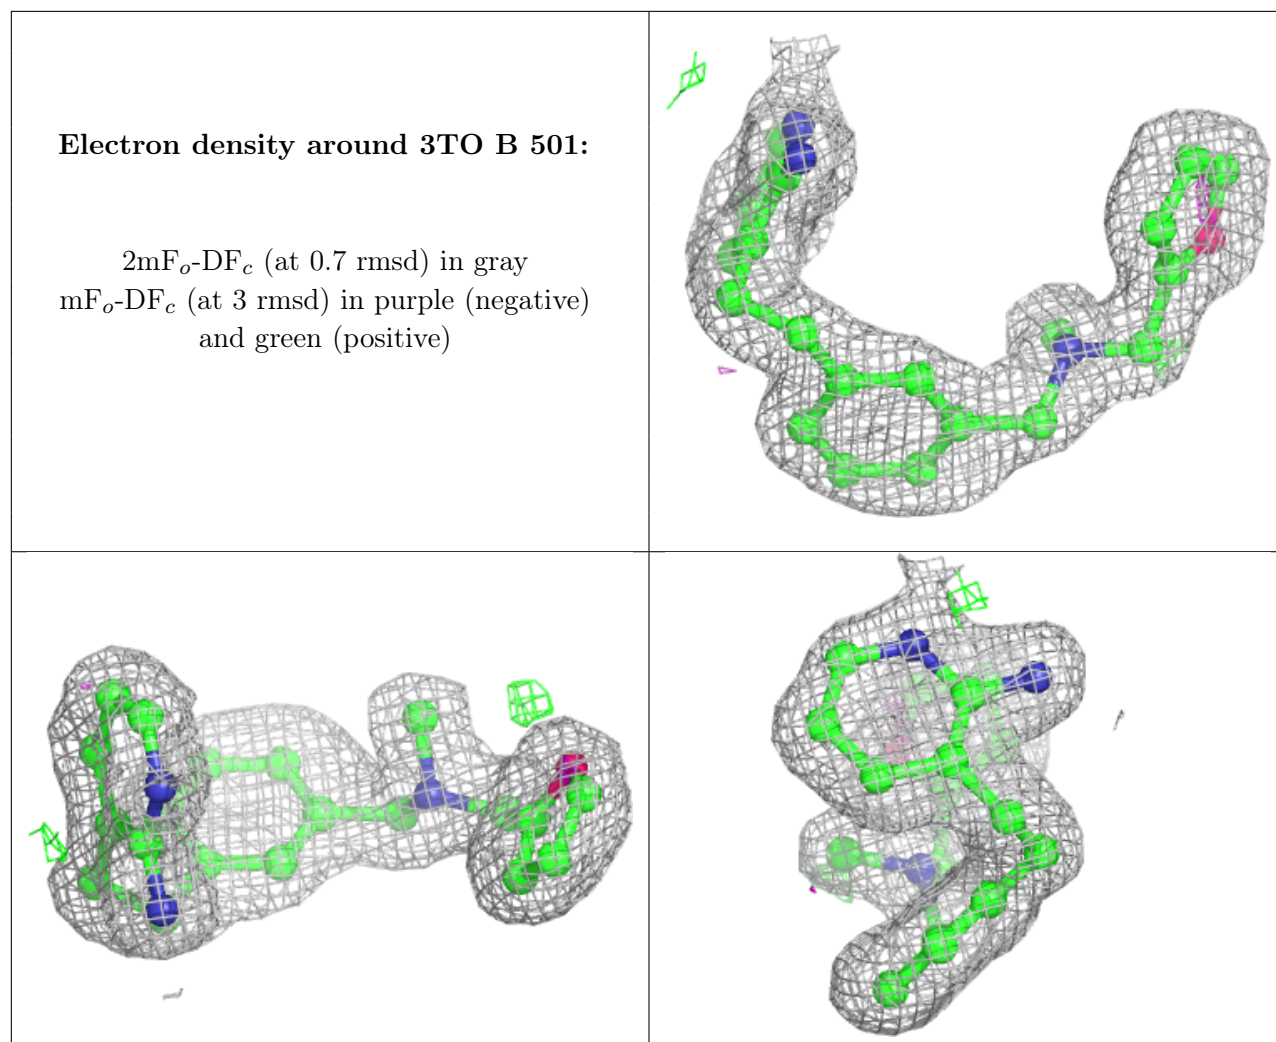 Electron density around 3TO B 501:
2mFo-DFc (at 0.7 rmsd) in gray
mFo-DFc (at 3 rmsd) in purple (negative)
and green (positive)